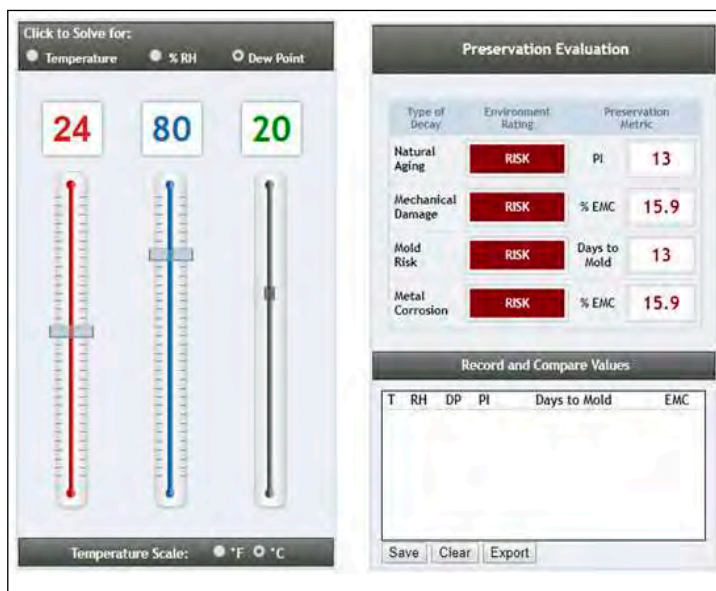 Click to Solve for:
Temperature % RH Dew Point
24 80 20
Temperature Scale: °F °C
Preservation Evaluation
Type of Decay Environment Rating Preservation Metric
Natural Aging RISK PI 13
Mechanical Damage RISK % EMC 15.9
Mold Risk RISK Days to Mold 13
Metal Corrosion RISK % EMC 15.9
Record and Compare Values
T RH DP PI Days to Mold EMC
Save Clear Export